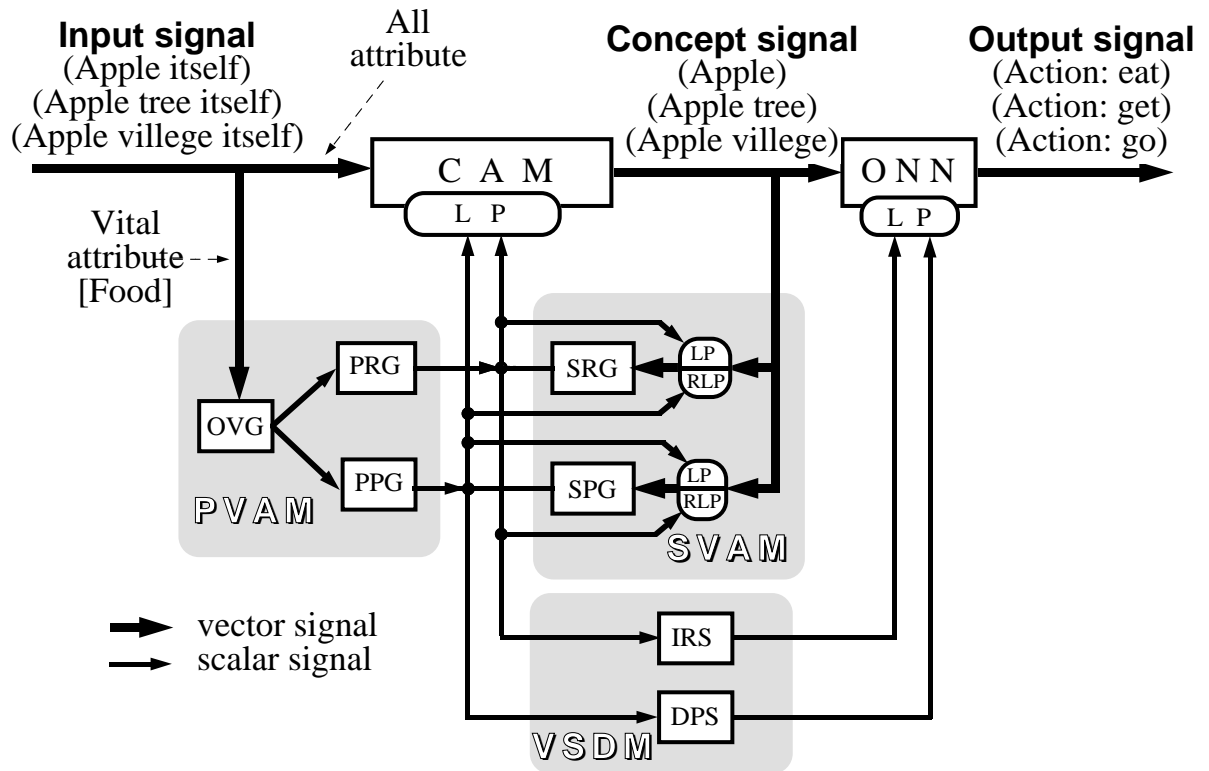 Input signal
(Apple itself)
(Apple tree itself)
(Apple villege itself)
All
attribute
Concept signal
(Apple)
(Apple tree)
(Apple villege)
Output signal
(Action: eat)
(Action: get)
(Action: go)
C A M
L P
O N N
L P
Vital
attribute
[Food]
PRG
OVG
PPG
PVAM
SRG
LP
RLP
SPG
LP
RLP
SVAM
vector signal
scalar signal
IRS
DPS
VSDM